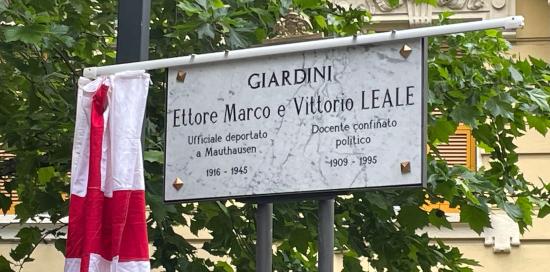 GIARDINI
Ettore Marco e Vittorio LEALE
Ufficiale deportato
a Mauthausen
1916 - 1945
Docente confinato
politico
1909 - 1995